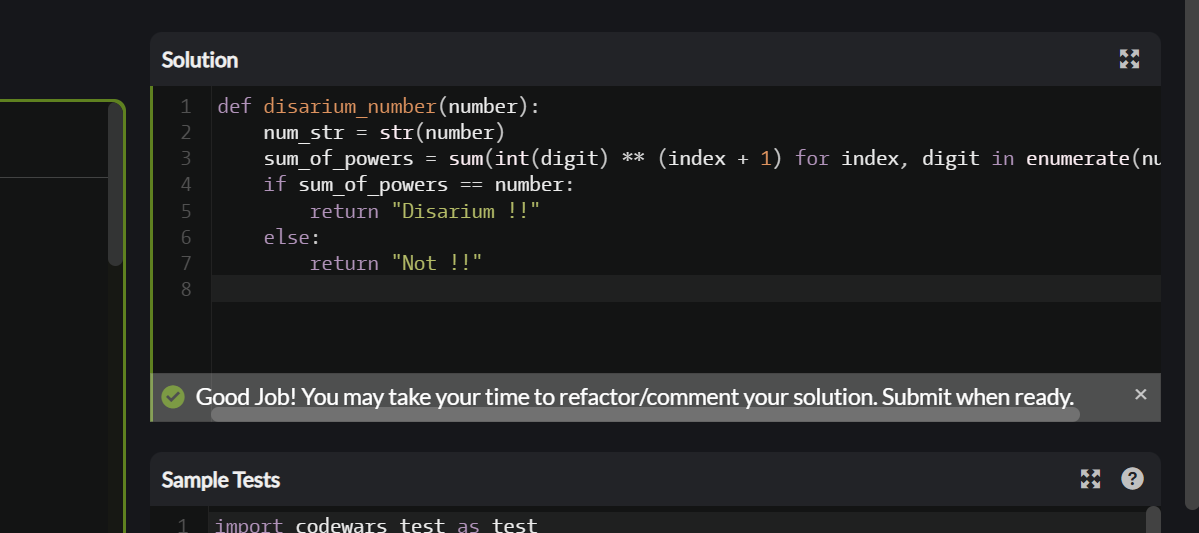 Solution
1 def disarium_number(number):
2 num_str = str(number)
3 sum_of_powers = sum(int(digit) ** (index + 1) for index, digit in enumerate(nu
4 if sum_of_powers == number:
5 return "Disarium !!"
6 else:
7 return "Not !!"
8
Good Job! You may take your time to refactor/comment your solution. Submit when ready.
Sample Tests
1 import codewars_test as test